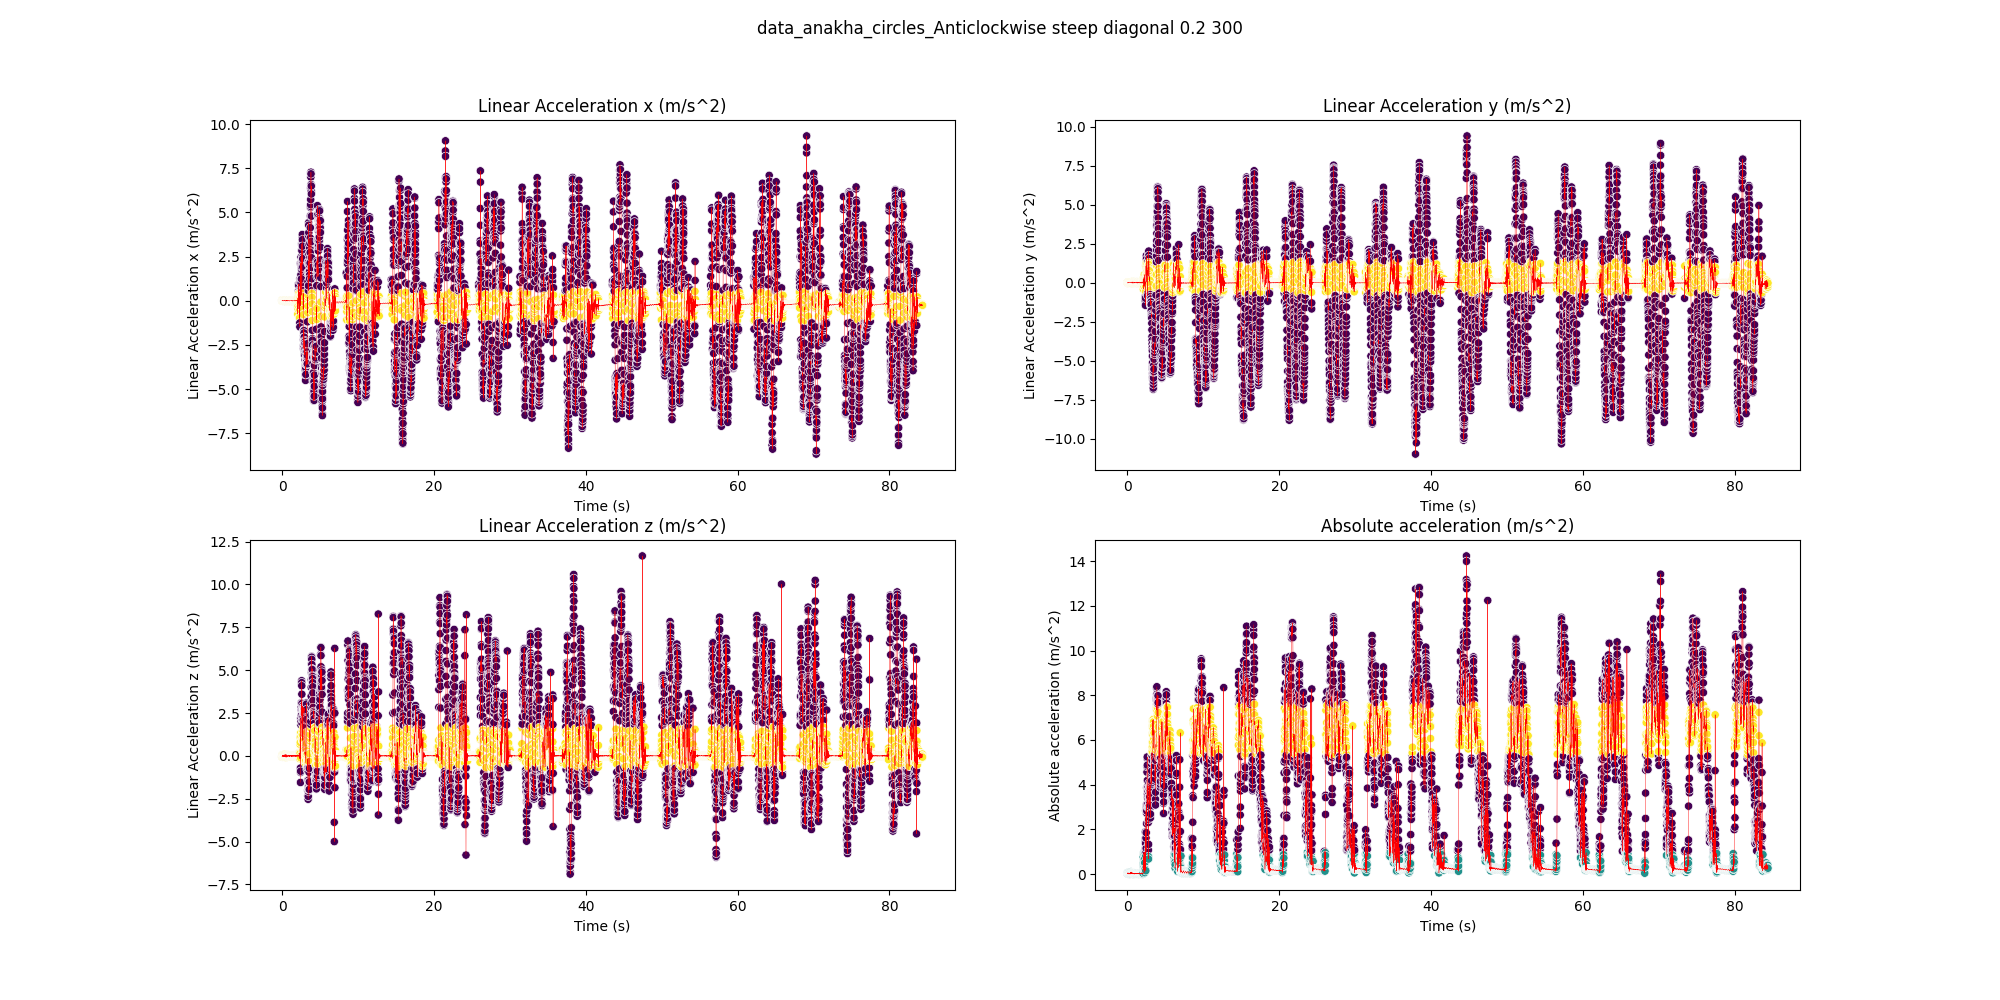 data_anakha_circles_Anticlockwise steep diagonal 0.2 300
Linear Acceleration x (m/s^2)
Linear Acceleration x (m/s^2)
10.0
7.5
5.0
2.5
0.0
−2.5
−5.0
−7.5
0 20 40 60 80
Time (s)
Linear Acceleration y (m/s^2)
Linear Acceleration y (m/s^2)
10.0
7.5
5.0
2.5
0.0
−2.5
−5.0
−7.5
−10.0
0 20 40 60 80
Time (s)
Linear Acceleration z (m/s^2)
Linear Acceleration z (m/s^2)
12.5
10.0
7.5
5.0
2.5
0.0
−2.5
−5.0
−7.5
0 20 40 60 80
Time (s)
Absolute acceleration (m/s^2)
Absolute acceleration (m/s^2)
14
12
10
8
6
4
2
0
0 20 40 60 80
Time (s)